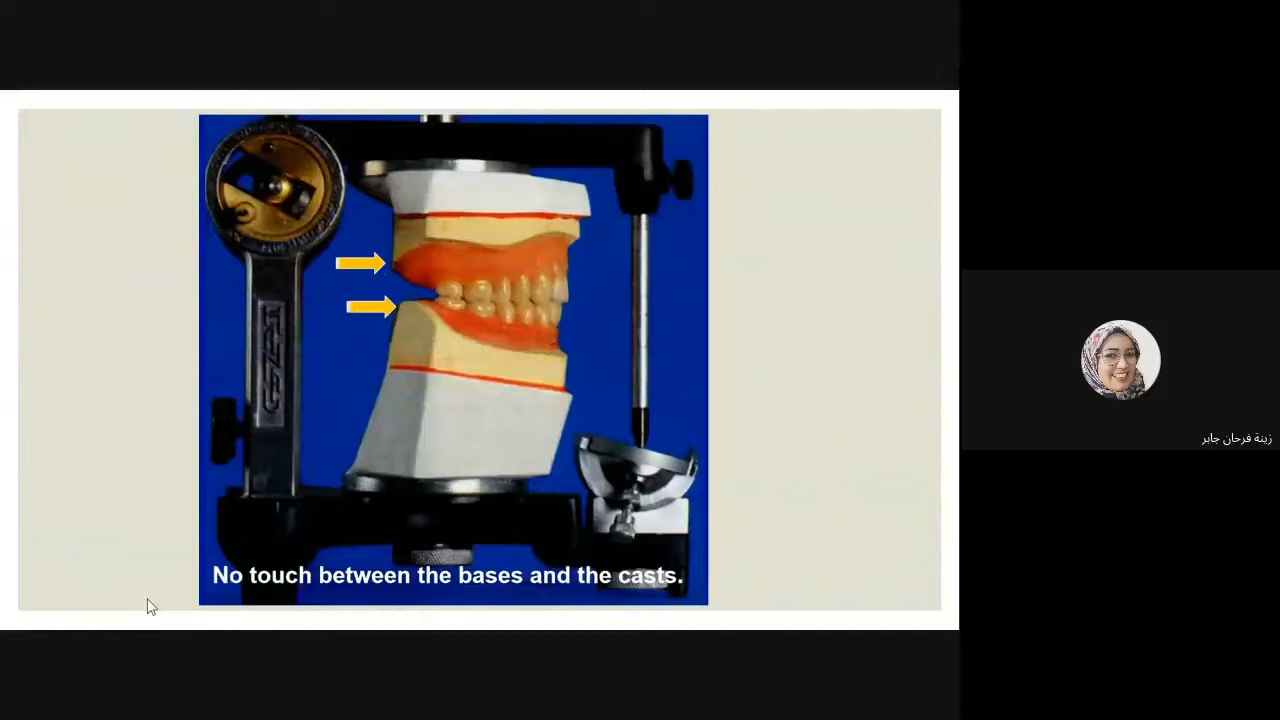 No touch between the bases and the casts.
زينة فرحان جابر